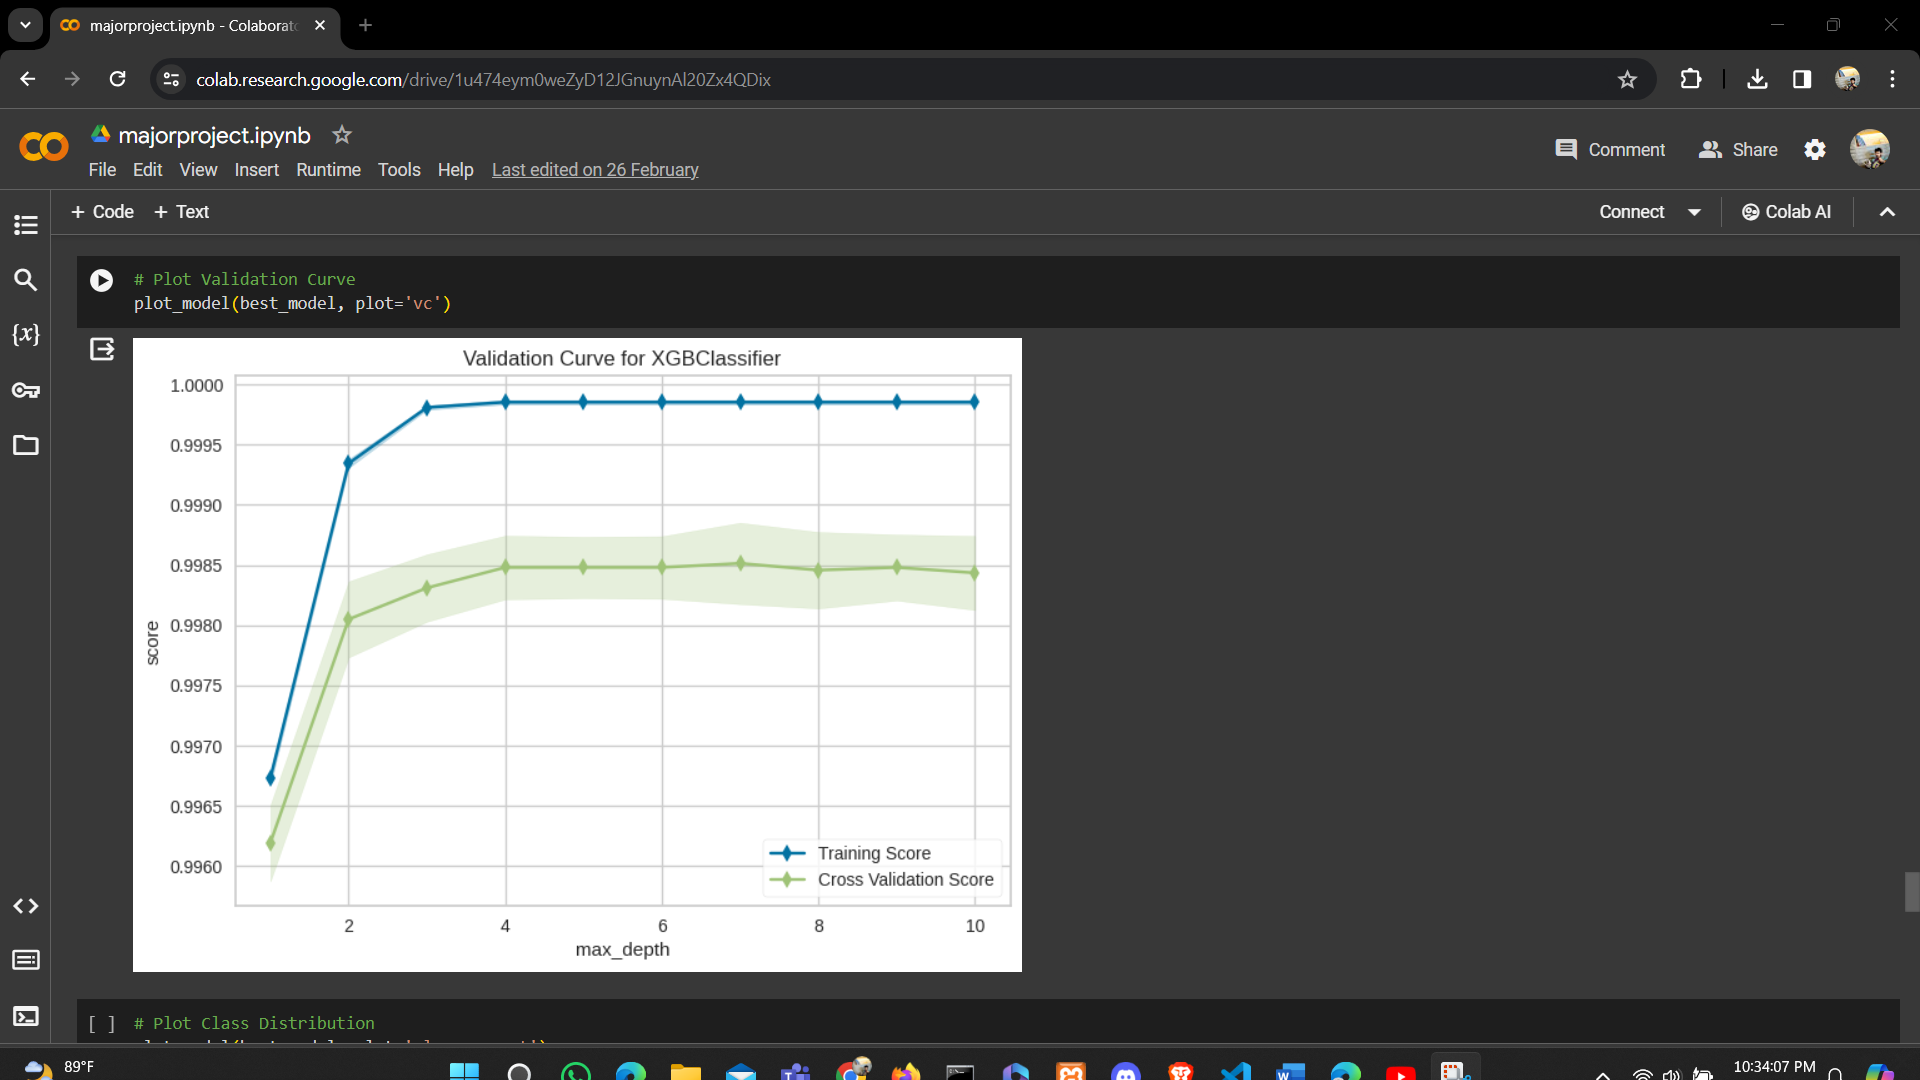 majorproject.ipynb - Colaborato
colab.research.google.com/drive/1u474eym0weZyD12JGnuynAl20Zx4QDix
majorproject.ipynb
File Edit View Insert Runtime Tools Help Last edited on 26 February
Comment Share
+ Code + Text
Connect Colab AI
# Plot Validation Curve
plot_model(best_model, plot='vc')
Validation Curve for XGBClassifier
1.0000
0.9995
0.9990
0.9985
0.9980
0.9975
0.9970
0.9965
0.9960
score
Training Score
Cross Validation Score
2 4 6 8 10
max_depth
[ ] # Plot Class Distribution
89°F
10:34:07 PM